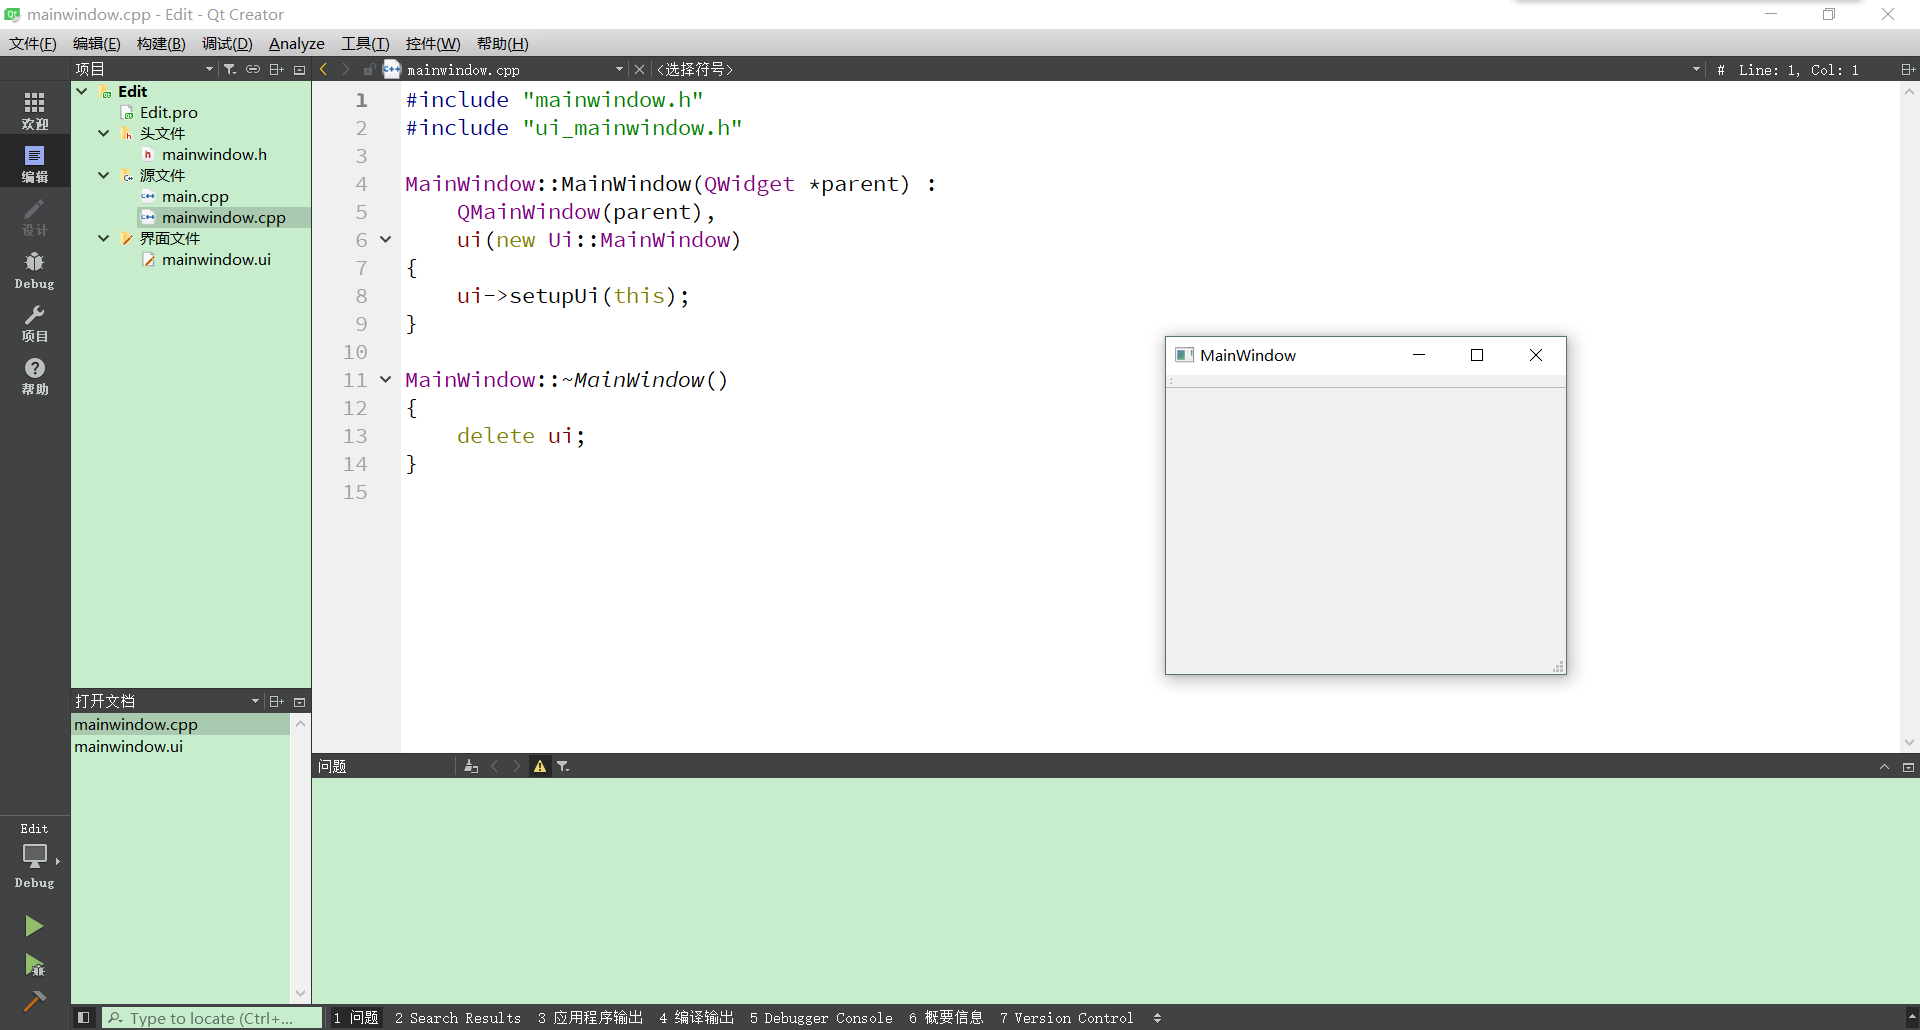 mainwindow.cpp - Edit - Qt Creator
文件(F) 编辑(E) 构建(B) 调试(D) Analyze 工具(T) 控件(W) 帮助(H)
项目
mainwindow.cpp
<选择符号>
# Line: 1, Col: 1
欢迎
编辑
设计
Debug
项目
帮助
Edit
Edit.pro
头文件
mainwindow.h
源文件
main.cpp
mainwindow.cpp
界面文件
mainwindow.ui
1 #include "mainwindow.h"
2 #include "ui_mainwindow.h"
3
4 MainWindow::MainWindow(QWidget *parent) :
5 QMainWindow(parent),
6 ui(new Ui::MainWindow)
7 {
8 ui->setupUi(this);
9 }
10
11 MainWindow::~MainWindow()
12 {
13 delete ui;
14 }
15
MainWindow
打开文档
mainwindow.cpp
mainwindow.ui
问题
Edit
Debug
Type to locate (Ctrl+...
1 问题 2 Search Results 3 应用程序输出 4 编译输出 5 Debugger Console 6 概要信息 7 Version Control